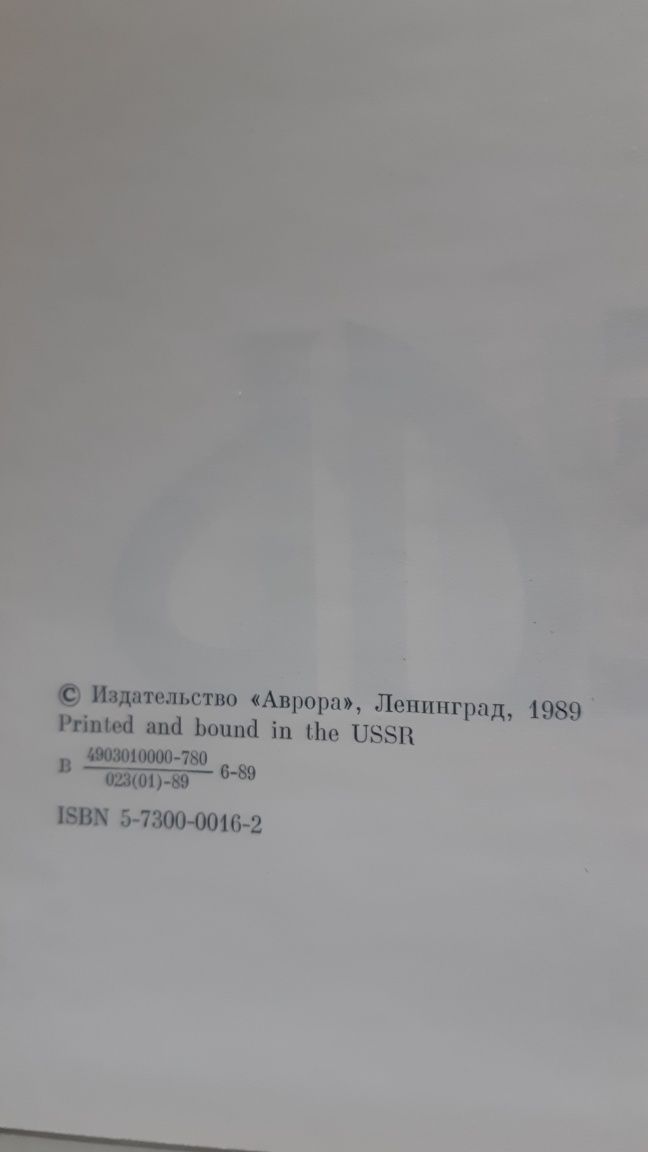 © Издательство «Аврора», Ленинград, 1989
Printed and bound in the USSR
В 4903010000-780
023(01)-89 6-89
ISBN 5-7300-0016-2